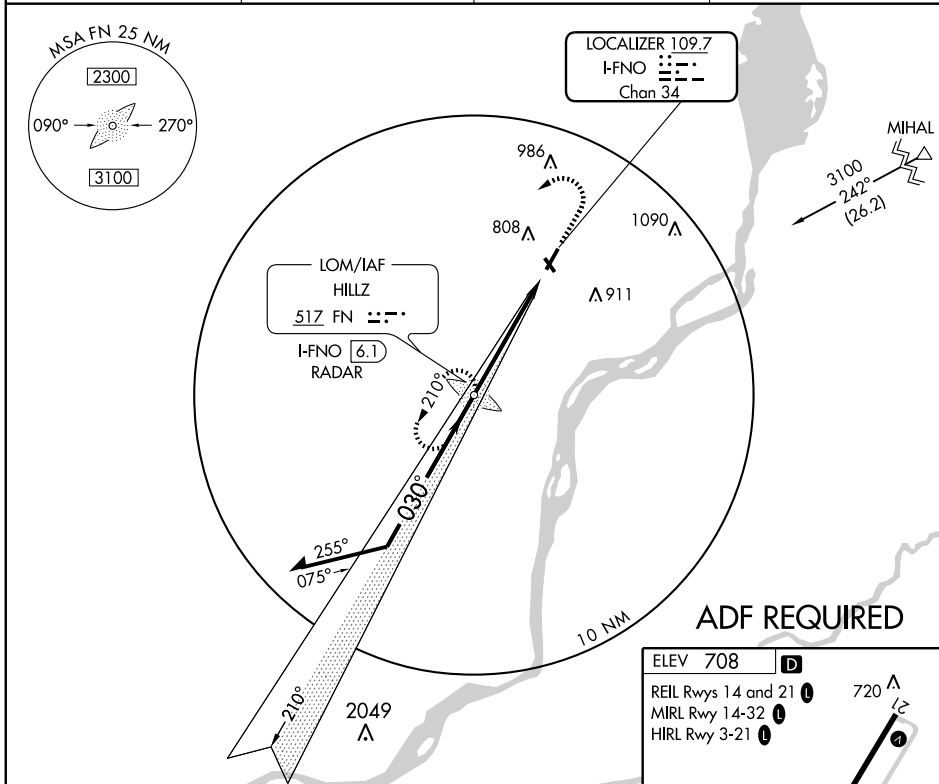 MSA FN 25 NM
2300
090°
270°
3100
LOCALIZER 109.7
I-FNO
Chan 34
MIHAL
3100
242°
(26.2)
986
808
1090
911
LOM/IAF
HILLZ
517 FN
I-FNO 6.1
RADAR
210°
030°
255°
075°
10 NM
210°
2049
ADF REQUIRED
ELEV 708 D
REIL Rwys 14 and 21 L
MIRL Rwy 14-32 L
HIRL Rwy 3-21 L
720
21
V